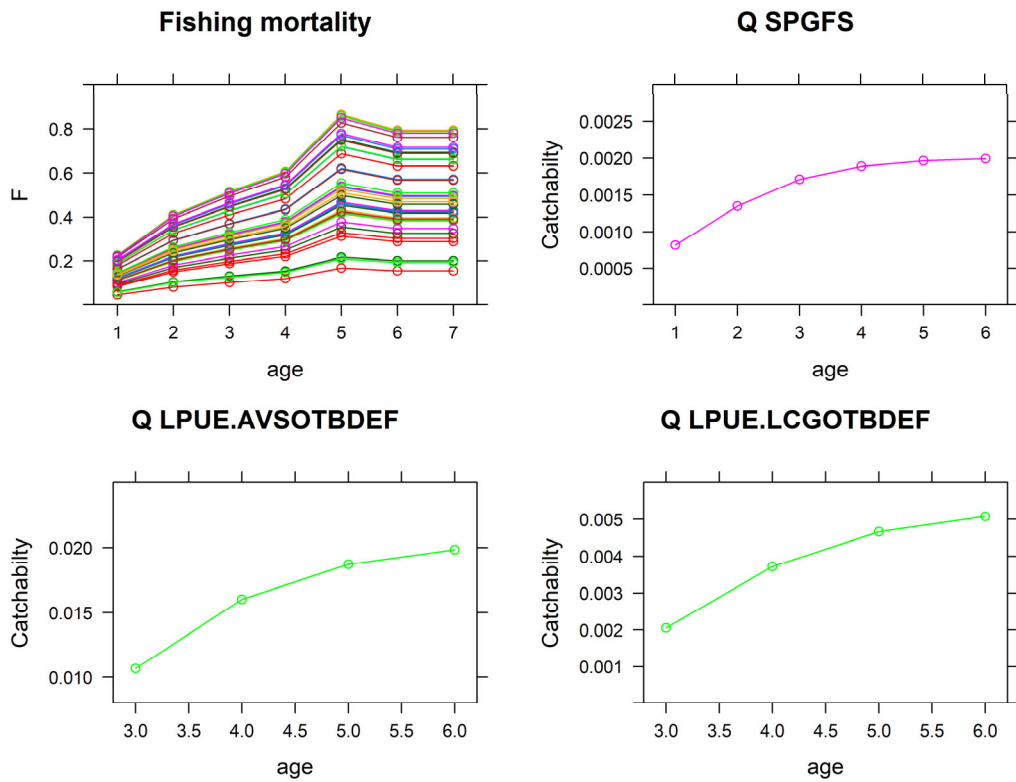 Fishing mortality
F
0.8
0.6
0.4
0.2
1 2 3 4 5 6 7
age
Q SPGFS
Catchabilty
0.0025
0.0020
0.0015
0.0010
0.0005
1 2 3 4 5 6
age
Q LPUE.AVSOTBDEF
Catchabilty
0.020
0.015
0.010
3.0 3.5 4.0 4.5 5.0 5.5 6.0
age
Q LPUE.LCGOTBDEF
Catchabilty
0.005
0.004
0.003
0.002
0.001
3.0 3.5 4.0 4.5 5.0 5.5 6.0
age